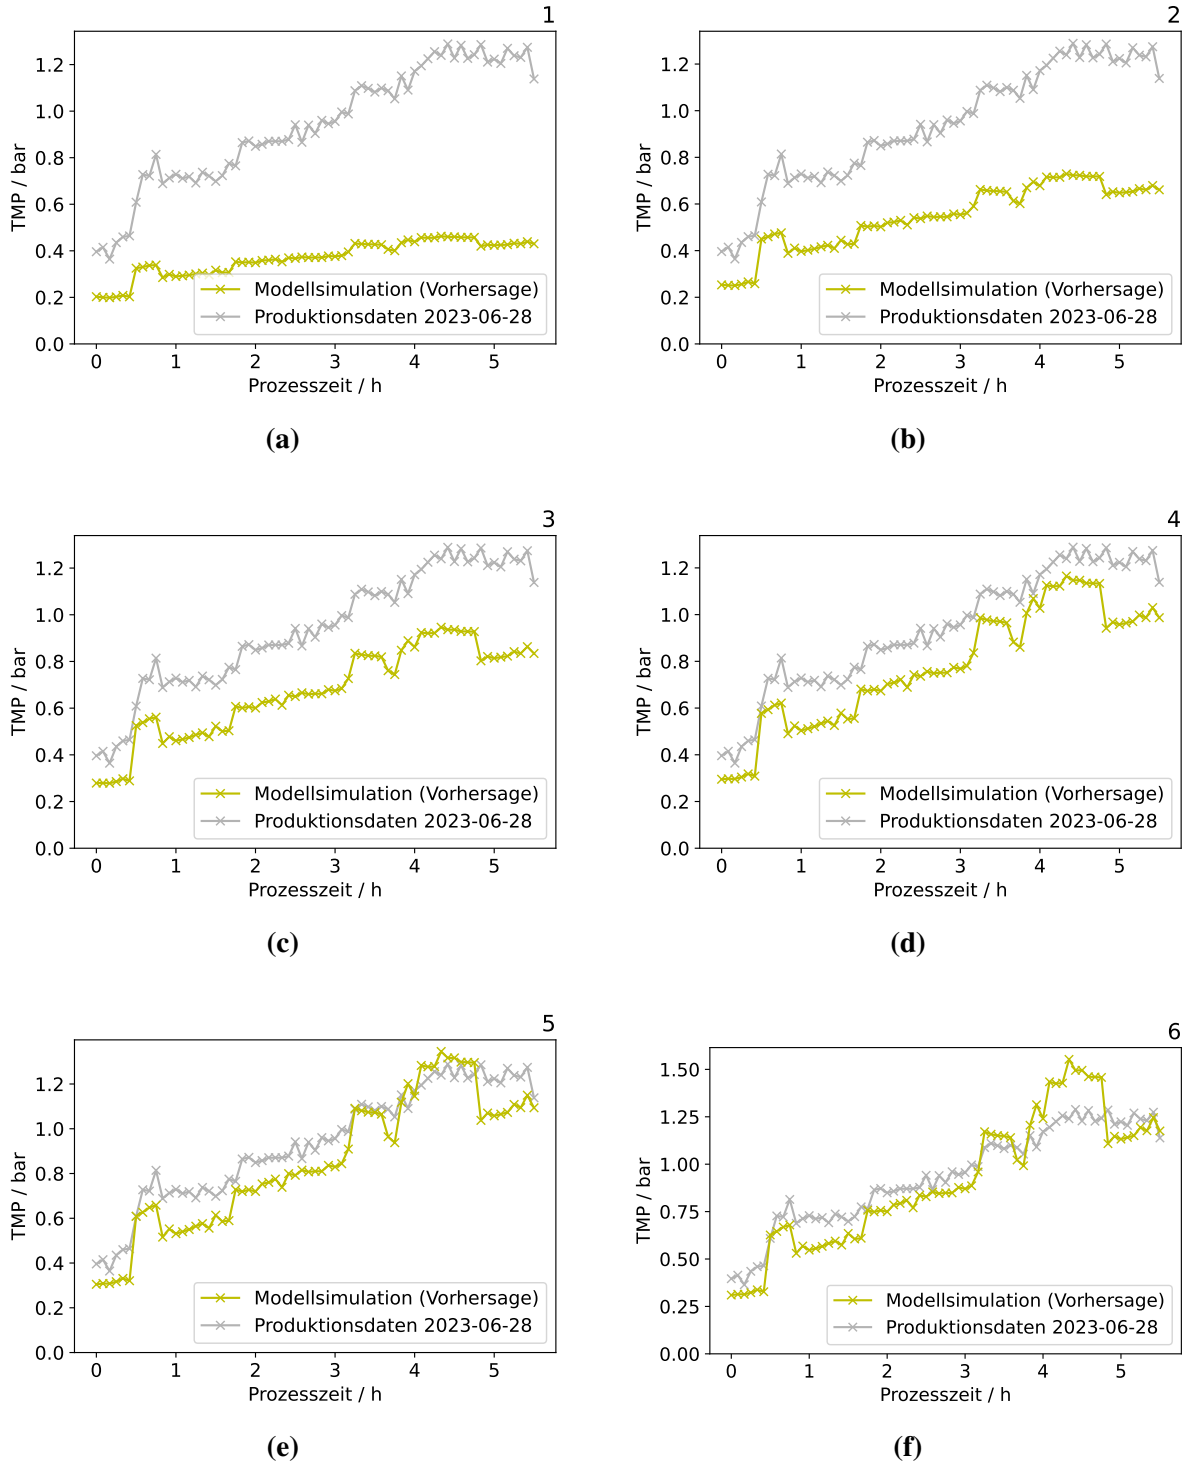 1
TMP / bar
1.2
1.0
0.8
0.6
0.4
0.2
0.0
Modellsimulation (Vorhersage)
Produktionsdaten 2023-06-28
0 1 2 3 4 5
Prozesszeit / h
(a)
2
TMP / bar
1.2
1.0
0.8
0.6
0.4
0.2
0.0
Modellsimulation (Vorhersage)
Produktionsdaten 2023-06-28
0 1 2 3 4 5
Prozesszeit / h
(b)
3
TMP / bar
1.2
1.0
0.8
0.6
0.4
0.2
0.0
Modellsimulation (Vorhersage)
Produktionsdaten 2023-06-28
0 1 2 3 4 5
Prozesszeit / h
(c)
4
TMP / bar
1.2
1.0
0.8
0.6
0.4
0.2
0.0
Modellsimulation (Vorhersage)
Produktionsdaten 2023-06-28
0 1 2 3 4 5
Prozesszeit / h
(d)
5
TMP / bar
1.2
1.0
0.8
0.6
0.4
0.2
0.0
Modellsimulation (Vorhersage)
Produktionsdaten 2023-06-28
0 1 2 3 4 5
Prozesszeit / h
(e)
6
TMP / bar
1.50
1.25
1.00
0.75
0.50
0.25
0.00
Modellsimulation (Vorhersage)
Produktionsdaten 2023-06-28
0 1 2 3 4 5
Prozesszeit / h
(f)